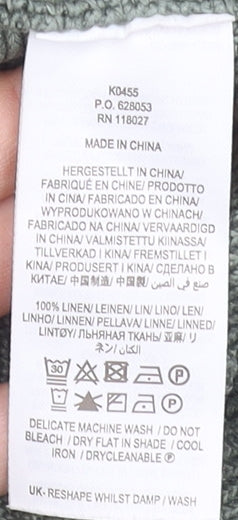 K0455
P.O. 628053
RN 118027
MADE IN CHINA
HERGESTELLT IN CHINA/
FABRIQUÉ EN CHINE/ PRODOTTO
IN CINA/ FABRICADO EN CHINA/
WYPRODUKOWANO W CHINACH/
FABRICADO NA CHINA/ VERVAARDIGD
IN CHINA/ VALMISTETTU KIINASSA/
TILLVERKAD I KINA/ FREMSTILLET I
KINA/ PRODUSERT I KINA/ СДЕЛАНО В
КИТАЕ/ 中国制造/ 中国製/ صنع في الصين/
100% LINEN/ LEINEN/ LIN/ LINO/ LEN/
LINHO/ LINNEN/ PELLAVA/ LINNE/ LINNED/
LINTØY/ ЛЬНЯНАЯ ТКАНЬ/ 亚麻/ リ
ネン/ الكتان/
30 P
P
DELICATE MACHINE WASH / DO NOT
BLEACH / DRY FLAT IN SHADE / COOL
IRON / DRYCLEANABLE Ⓟ
UK- RESHAPE WHILST DAMP / WASH